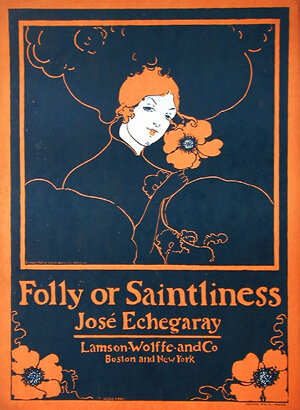 Folly or Saintliness
José Echegaray
Lamson·Wolffe·and Co
Boston and New York